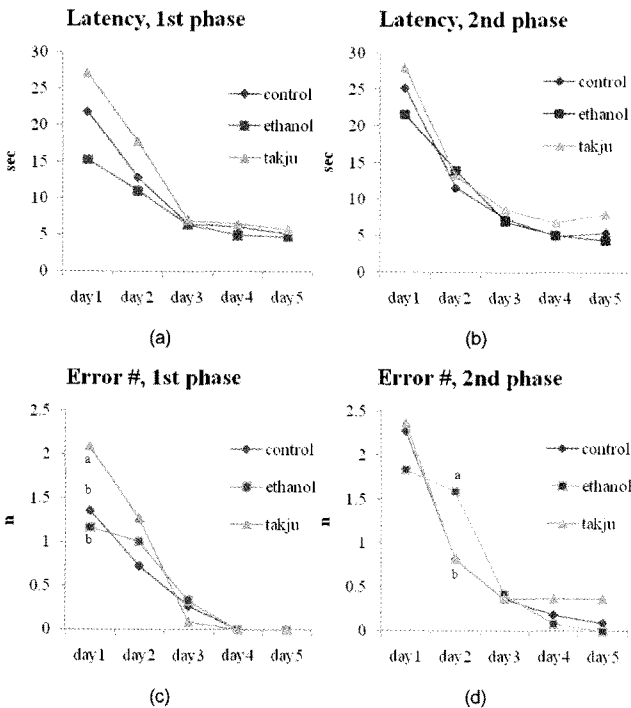 Latency, 1st phase
30
25
20
15
10
5
0
sec
control
ethanol
takju
day1 day2 day3 day4 day5
(a)
Latency, 2nd phase
30
25
20
15
10
5
0
sec
control
ethanol
takju
day1 day2 day3 day4 day5
(b)
Error #, 1st phase
2.5
2
1.5
1
0.5
0
n
a
b
b
control
ethanol
takju
day1 day2 day3 day4 day5
(c)
Error #, 2nd phase
2.5
2
1.5
1
0.5
0
n
a
b
control
ethanol
takju
day1 day2 day3 day4 day5
(d)